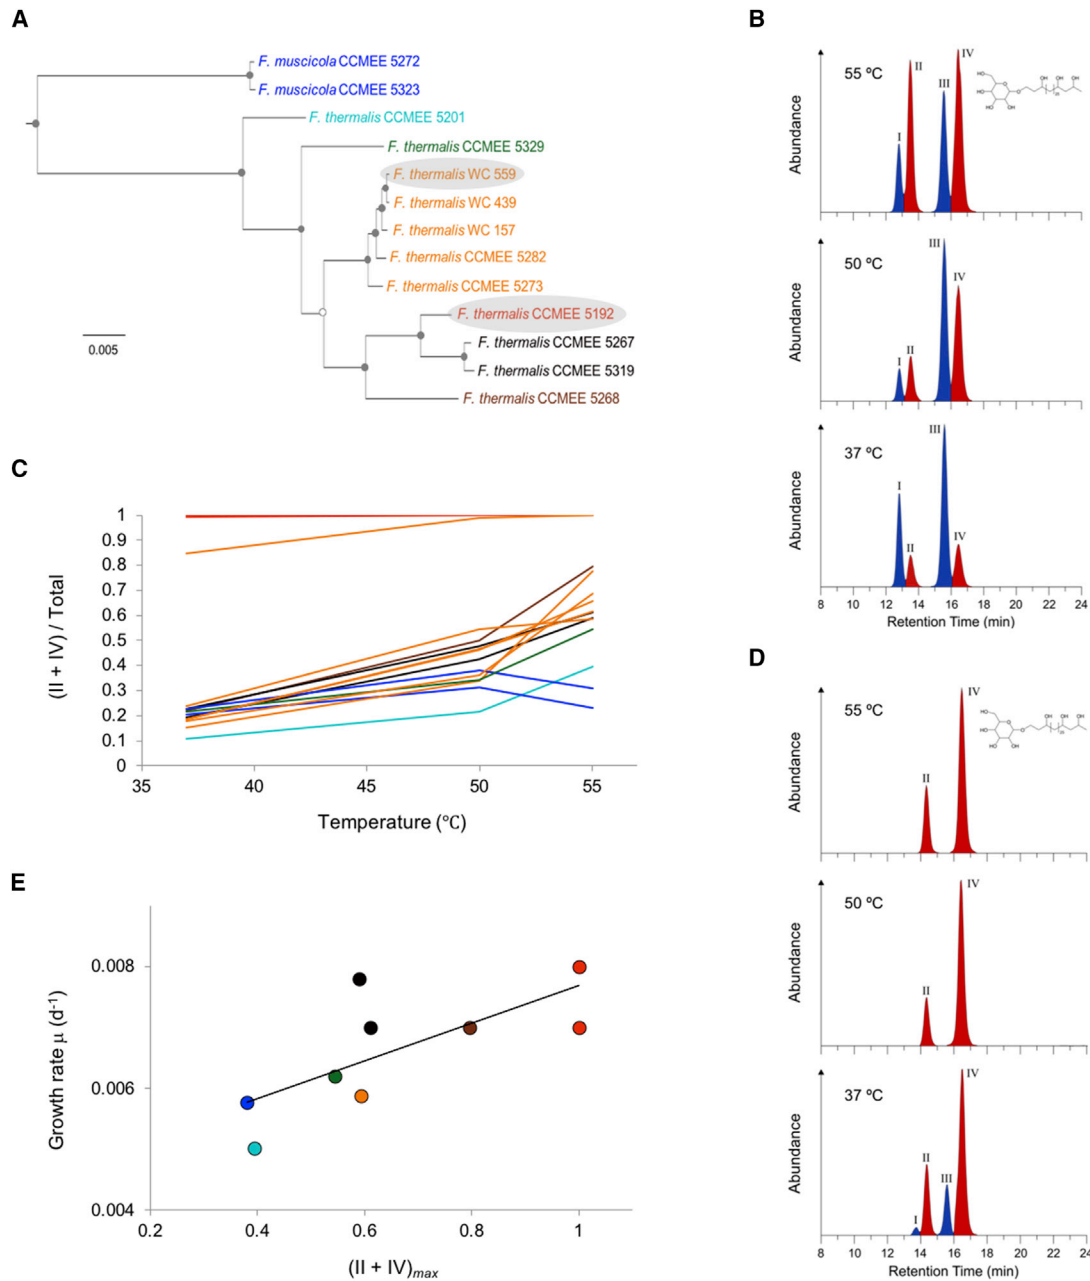 A
F. muscicola CCMEE 5272
F. muscicola CCMEE 5323
F. thermalis CCMEE 5201
F. thermalis CCMEE 5329
F. thermalis WC 559
F. thermalis WC 439
F. thermalis WC 157
F. thermalis CCMEE 5282
F. thermalis CCMEE 5273
F. thermalis CCMEE 5192
F. thermalis CCMEE 5267
F. thermalis CCMEE 5319
F. thermalis CCMEE 5268
0.005
B
55 ºC
Abundance
I
II
III
IV
50 ºC
Abundance
I
II
III
IV
37 ºC
Abundance
I
II
III
IV
8 10 12 14 16 18 20 22 24
Retention Time (min)
C
(II + IV) / Total
1
0.9
0.8
0.7
0.6
0.5
0.4
0.3
0.2
0.1
0
35 40 45 50 55
Temperature (℃)
D
55 ºC
Abundance
II
IV
50 ºC
Abundance
II
IV
37 ºC
Abundance
I
II
III
IV
8 10 12 14 16 18 20 22 24
Retention Time (min)
E
Growth rate μ (d-1)
0.008
0.006
0.004
0.2 0.4 0.6 0.8 1
(II + IV)max